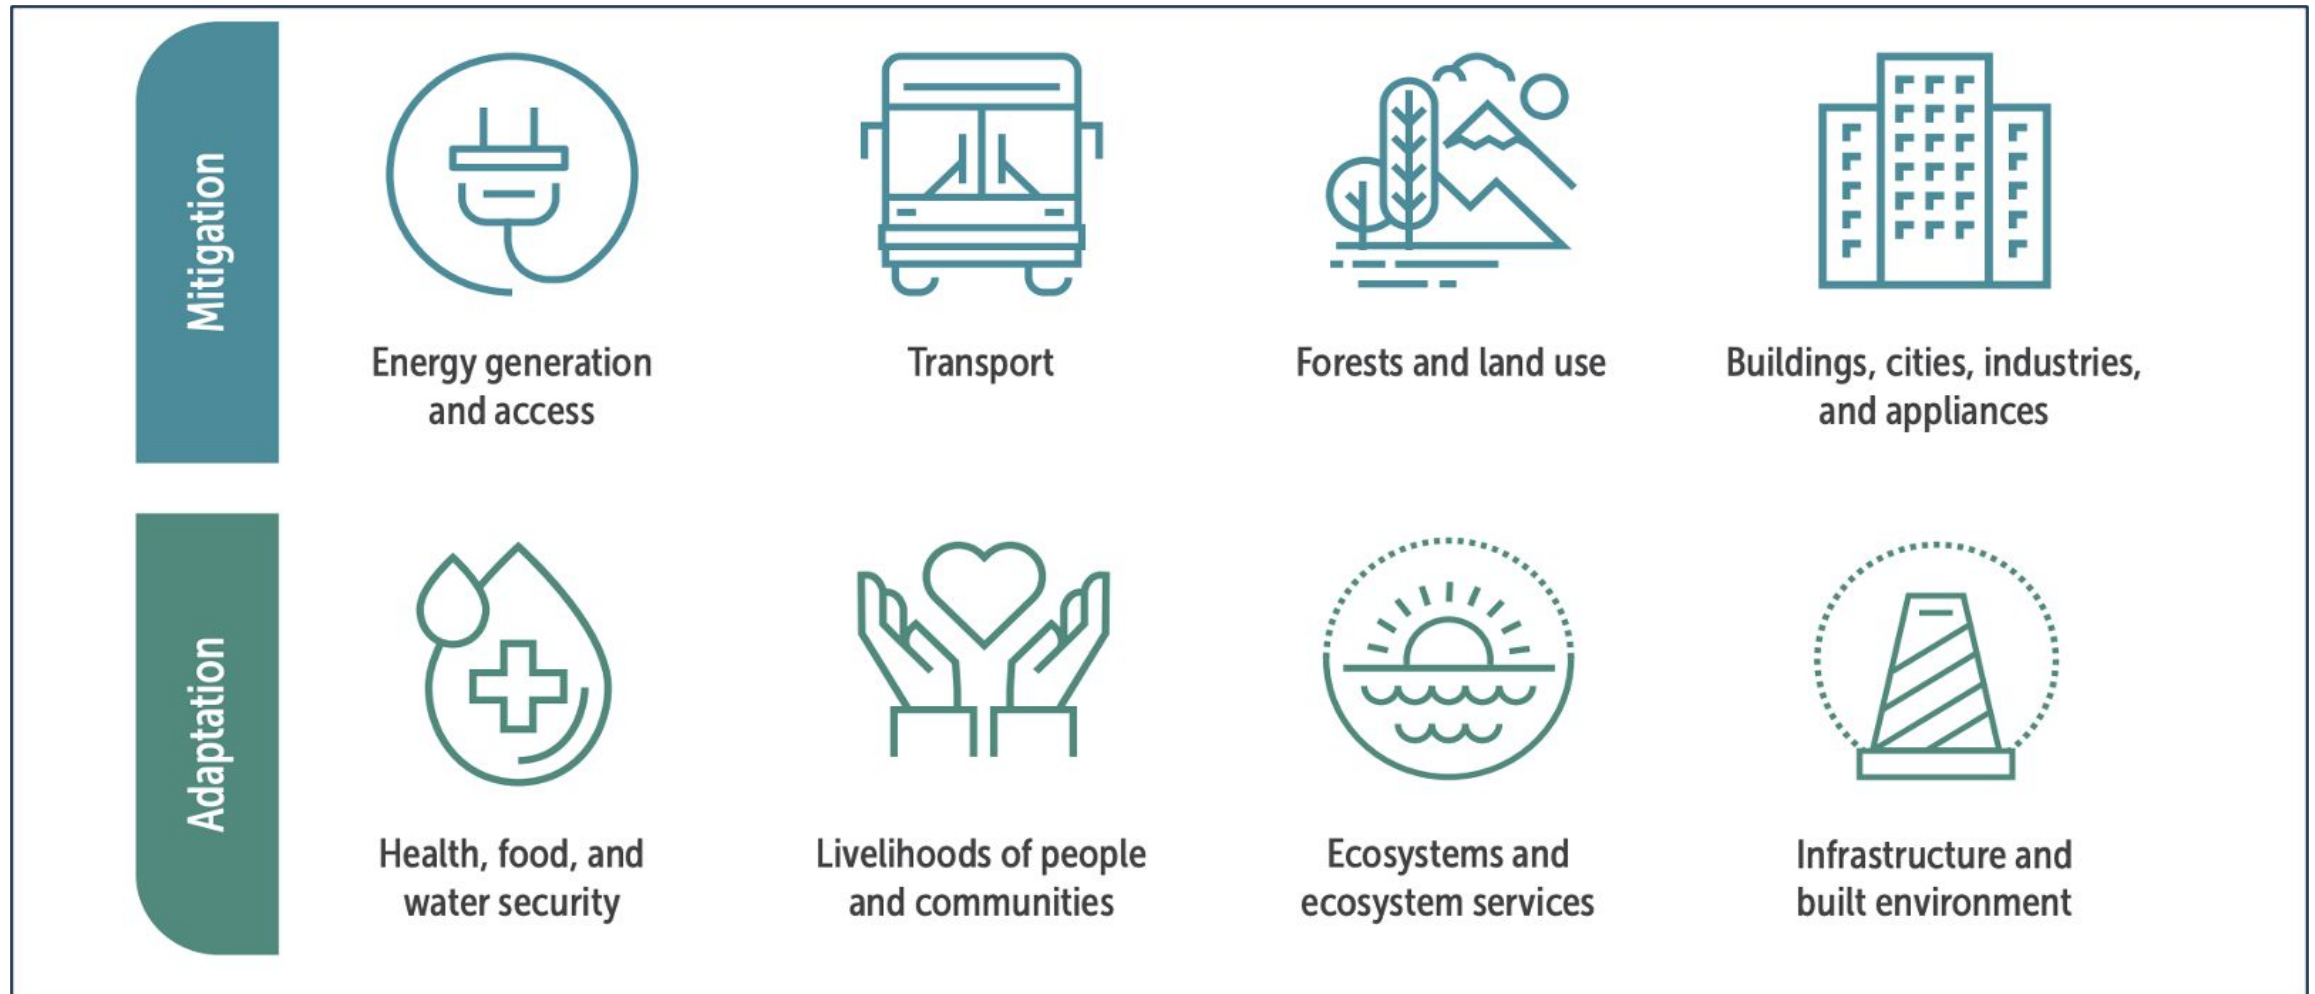 Mitigation
Energy generation
and access
Transport
Forests and land use
Buildings, cities, industries,
and appliances
Adaptation
Health, food, and
water security
Livelihoods of people
and communities
Ecosystems and
ecosystem services
Infrastructure and
built environment